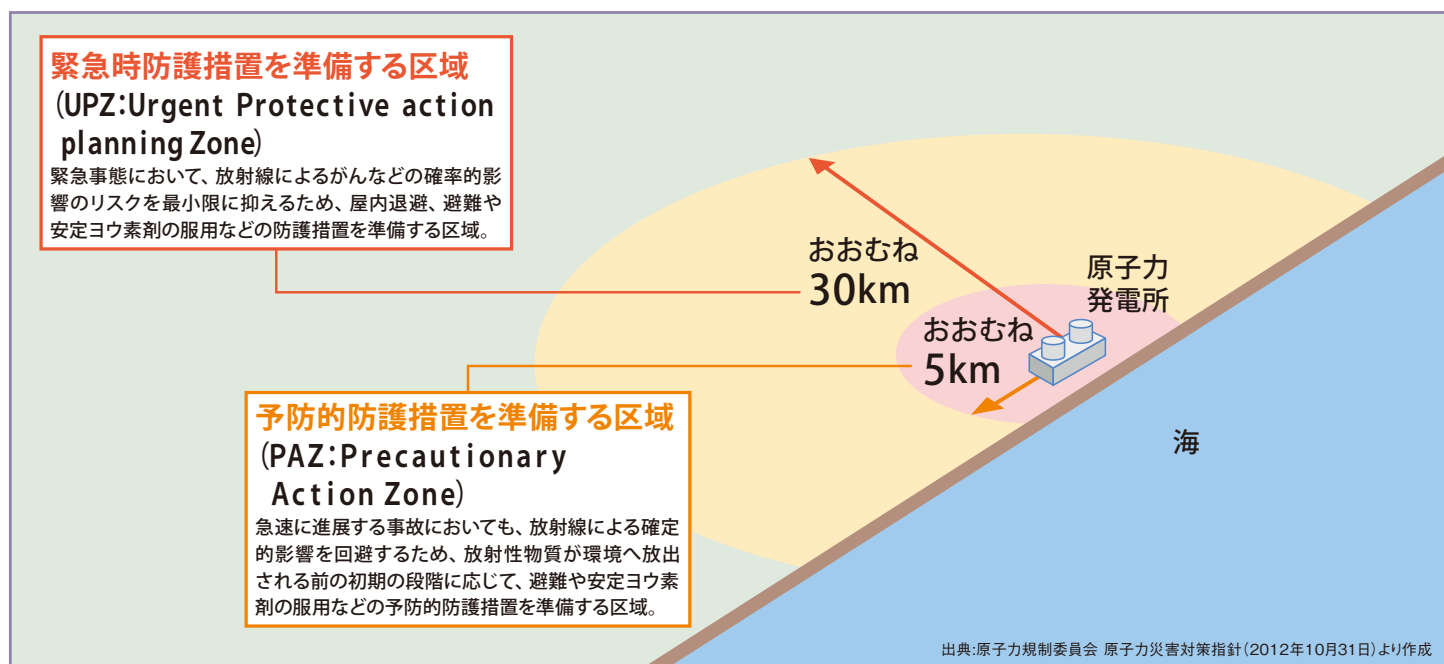 緊急時防護措置を準備する区域
(UPZ:Urgent Protective action
planning Zone)
緊急事態において、放射線によるがんなどの確率的影
響のリスクを最小限に抑えるため、屋内退避、避難や
安定ヨウ素剤の服用などの防護措置を準備する区域。
おおむね
30km
原子力
発電所
おおむね
5km
予防的防護措置を準備する区域
(PAZ:Precautionary
Action Zone)
急速に進展する事故においても、放射線による確定
的影響を回避するため、放射性物質が環境へ放出
される前の初期の段階に応じて、避難や安定ヨウ素
剤の服用などの予防的防護措置を準備する区域。
海
出典:原子力規制委員会 原子力災害対策指針(2012年10月31日)より作成